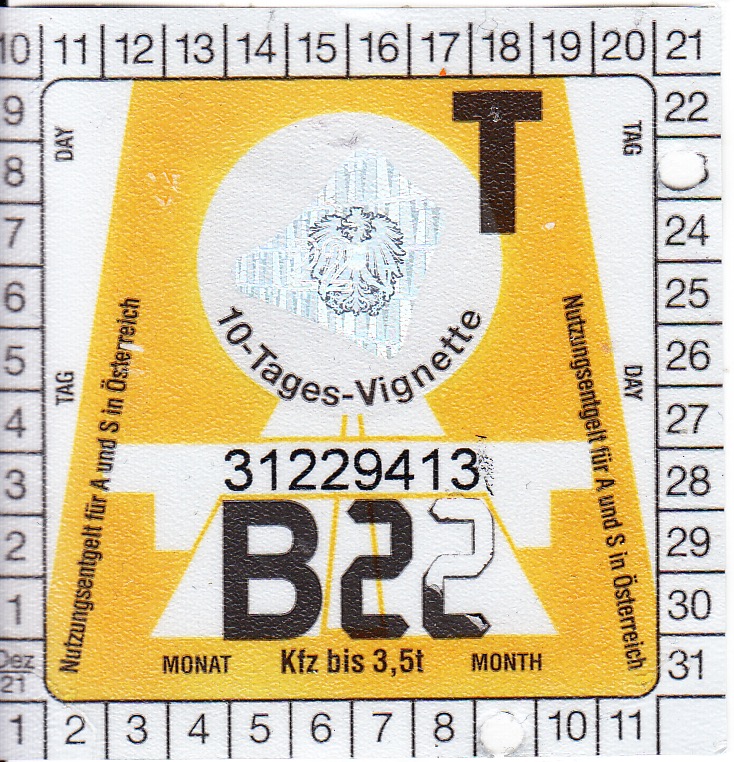 10 11 12 13 14 15 16 17 18 19 20 21
9 22
DAY T TAG
8
7 24
6 25
5 TAG DAY 26
4 27
3 28
2 29
1 30
Dez 21 31
10-Tages-Vignette
Nutzungsentgelt für A und S in Österreich
Nutzungsentgelt für A und S in Österreich
31229413
B22
MONAT Kfz bis 3,5t MONTH
1 2 3 4 5 6 7 8 10 11